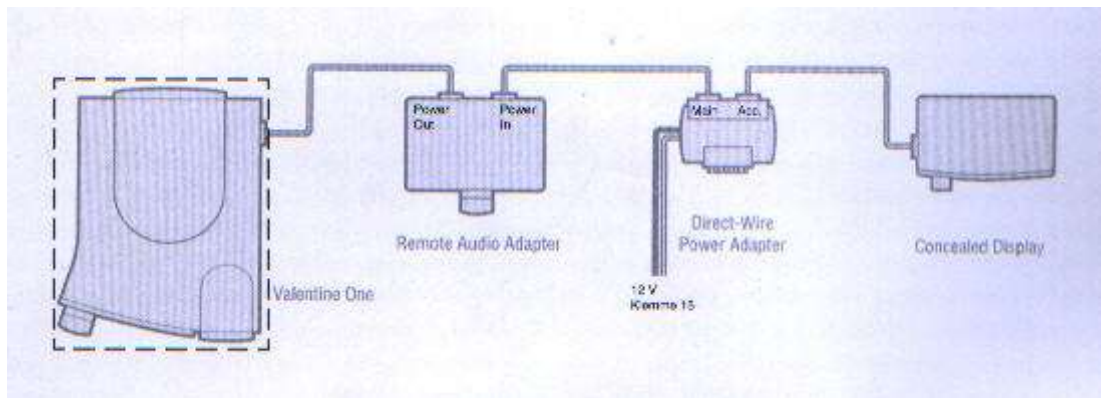 Power
Out
Power
In
Main Acc.
Remote Audio Adapter
Direct-Wire
Power Adapter
Concealed Display
Valentine One
12 V
Klemme 15